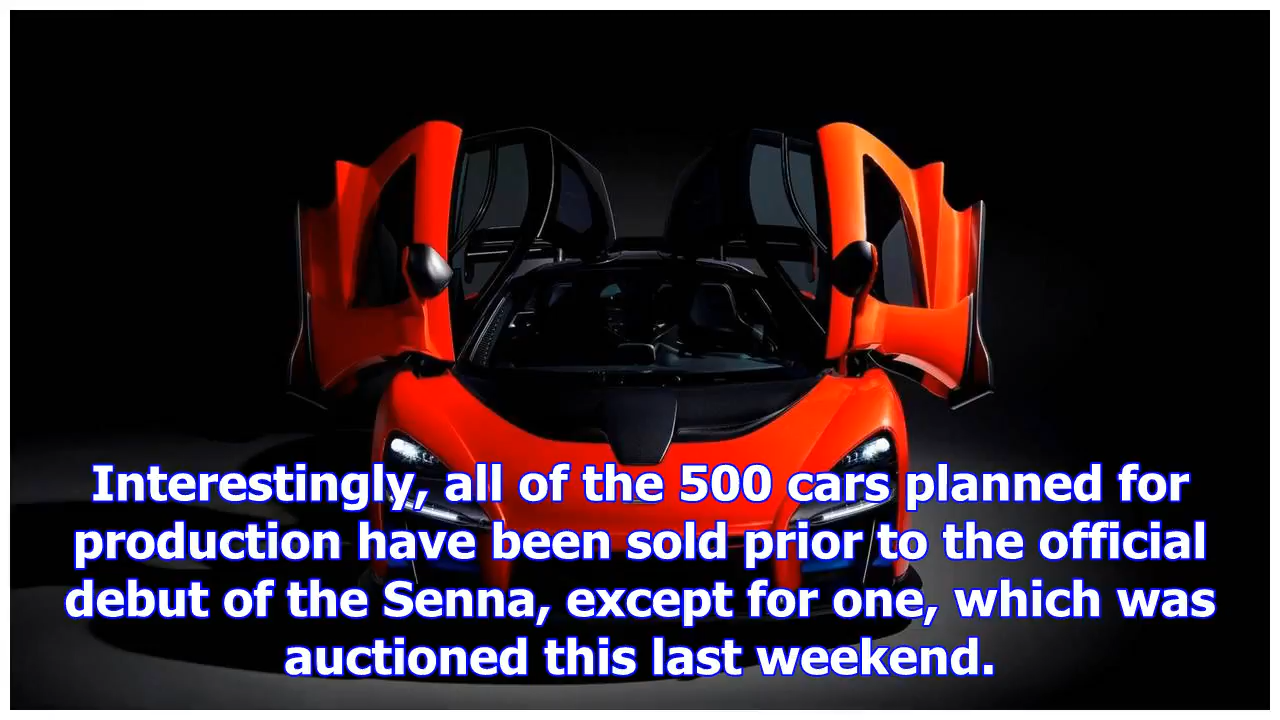 Interestingly, all of the 500 cars planned for
production have been sold prior to the official
debut of the Senna, except for one, which was
auctioned this last weekend.